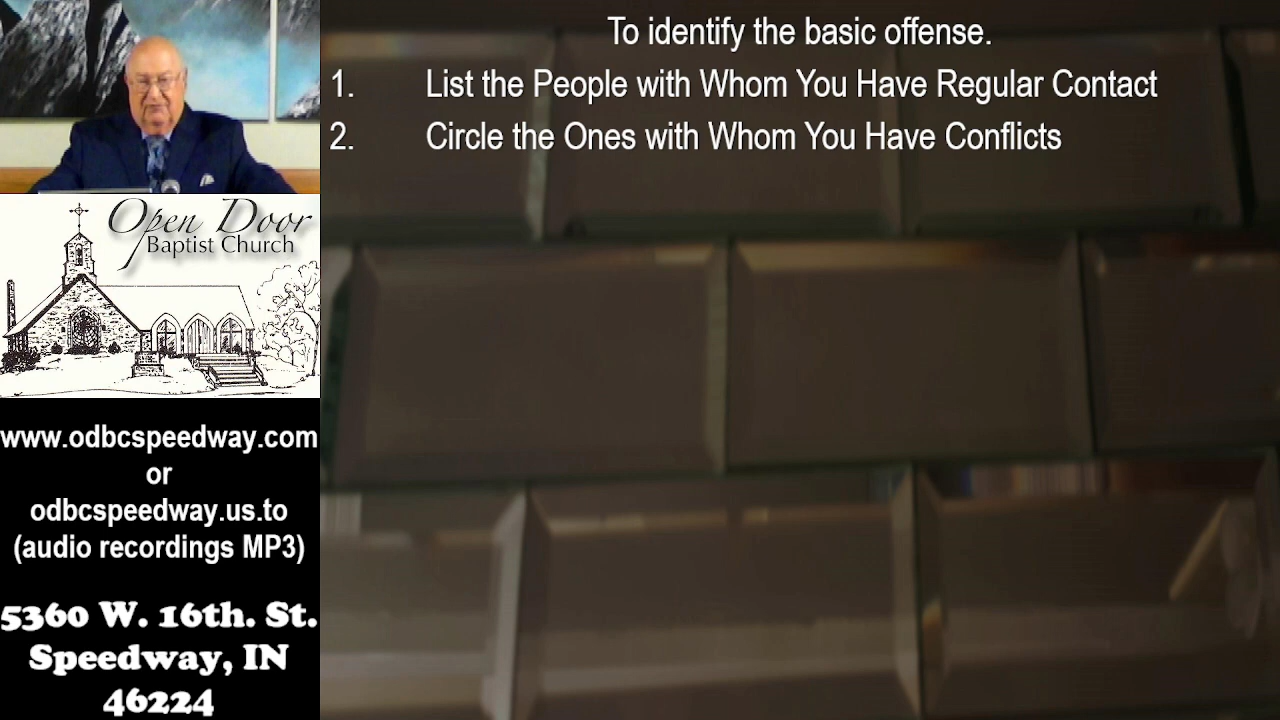 To identify the basic offense.
1. List the People with Whom You Have Regular Contact
2. Circle the Ones with Whom You Have Conflicts
Open Door
Baptist Church
www.odbcspeedway.com
or
odbcspeedway.us.to
(audio recordings MP3)
5360 W. 16th. St.
Speedway, IN
46224